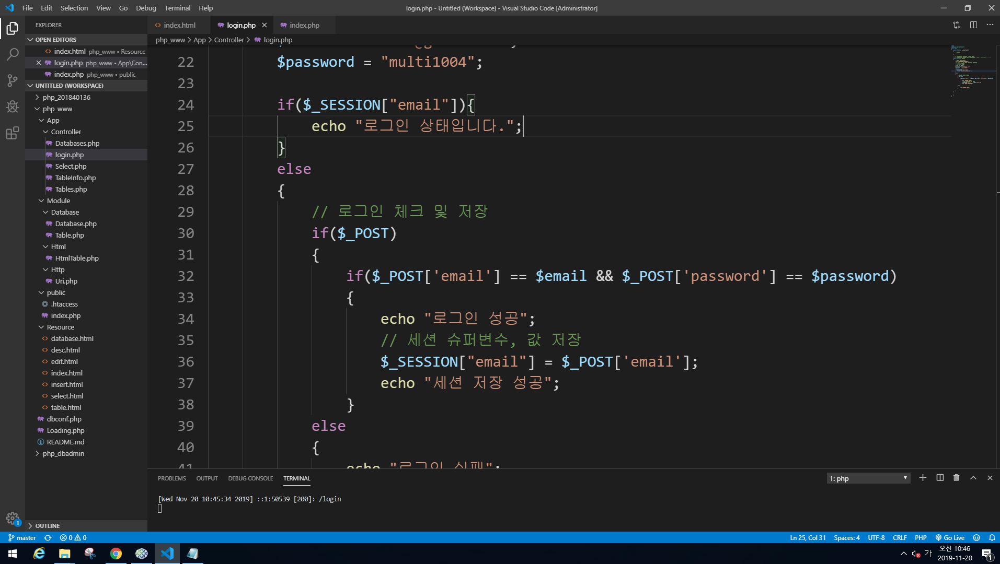 File Edit Selection View Go Debug Terminal Help
login.php - Untitled (Workspace) - Visual Studio Code [Administrator]
EXPLORER
OPEN EDITORS
index.html php_www • Resource
login.php php_www • App\Con...
index.php php_www • public
UNTITLED (WORKSPACE)
php_201840136
php_www
App
Controller
Databases.php
login.php
Select.php
TableInfo.php
Tables.php
Module
Database
Database.php
Table.php
Html
HtmlTable.php
Http
Uri.php
public
.htaccess
index.php
Resource
database.html
desc.html
edit.html
index.html
insert.html
select.html
table.html
dbconf.php
Loading.php
README.md
php_dbadmin
OUTLINE
index.html login.php index.php
php_www > App > Controller > login.php
22 $password = "multi1004";
23
24 if($_SESSION["email"]){
25 echo "로그인 상태입니다.";
26 }
27 else
28 {
29 // 로그인 체크 및 저장
30 if($_POST)
31 {
32 if($_POST['email'] == $email && $_POST['password'] == $password)
33 {
34 echo "로그인 성공";
35 // 세션 슈퍼변수, 값 저장
36 $_SESSION["email"] = $_POST['email'];
37 echo "세션 저장 성공";
38 }
39 else
40 {
41 echo "로그인 실패";
PROBLEMS OUTPUT DEBUG CONSOLE TERMINAL
1: php
[Wed Nov 20 10:45:34 2019] ::1:50539 [200]: /login
1
master 0 0
Ln 25, Col 31 Spaces: 4 UTF-8 CRLF PHP Go Live
가
오전 10:46
2019-11-20
1